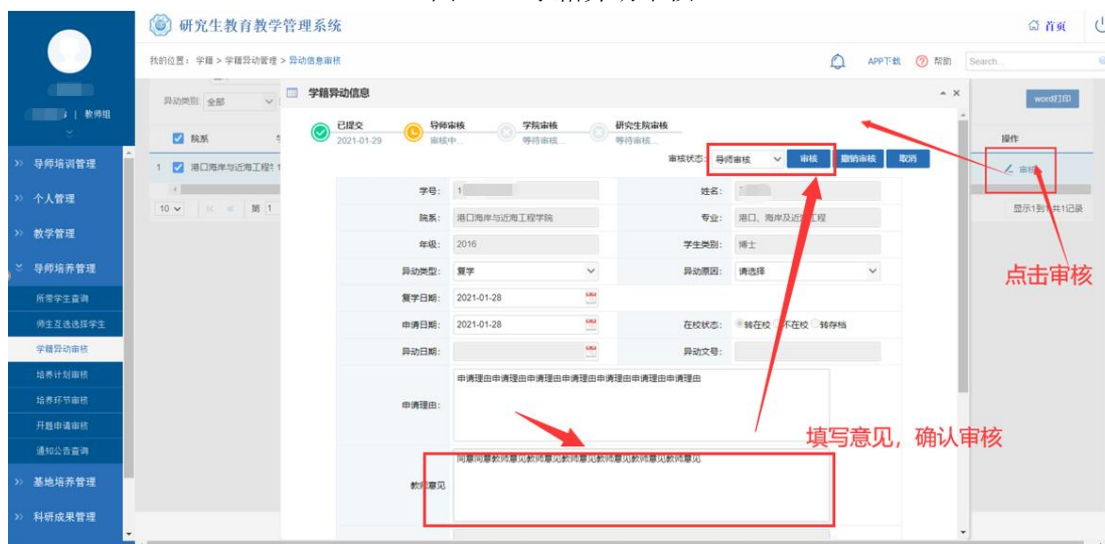 研究生教育教学管理系统
首页
我的位置：学籍 > 学籍异动管理 > 异动信息审核
APP下载
帮助
Search...
教师组
导师培训管理
个人管理
教学管理
导师培养管理
所带学生查询
师生互选选择学生
学籍异动审核
培养计划审核
培养环节审核
开题申请审核
通知公告查询
基地培养管理
科研成果管理
异动类别: 全部
word打印
院系
操作
1 港口海岸与近海工程
审核
10
第 1
显示1到1 共1记录
学籍异动信息
已提交
2021-01-29
导师审核
审核中...
学院审核
等待审核...
研究生院审核
等待审核...
审核状态: 导师审核 审核 撤销审核 取消
学号: 1
姓名:
院系: 港口海岸与近海工程学院
专业: 港口、海岸及近海工程
年级: 2016
学生类别: 博士
异动类型: 复学
异动原因: 请选择
复学日期: 2021-01-28
申请日期: 2021-01-28
在校状态: 转在校 不在校 转存档
异动日期:
异动文号:
申请理由: 申请理由申请理由申请理由申请理由申请理由申请理由申请理由
教师意见 同意同意教师意见教师意见教师意见教师意见教师意见教师意见
点击审核
填写意见，确认审核